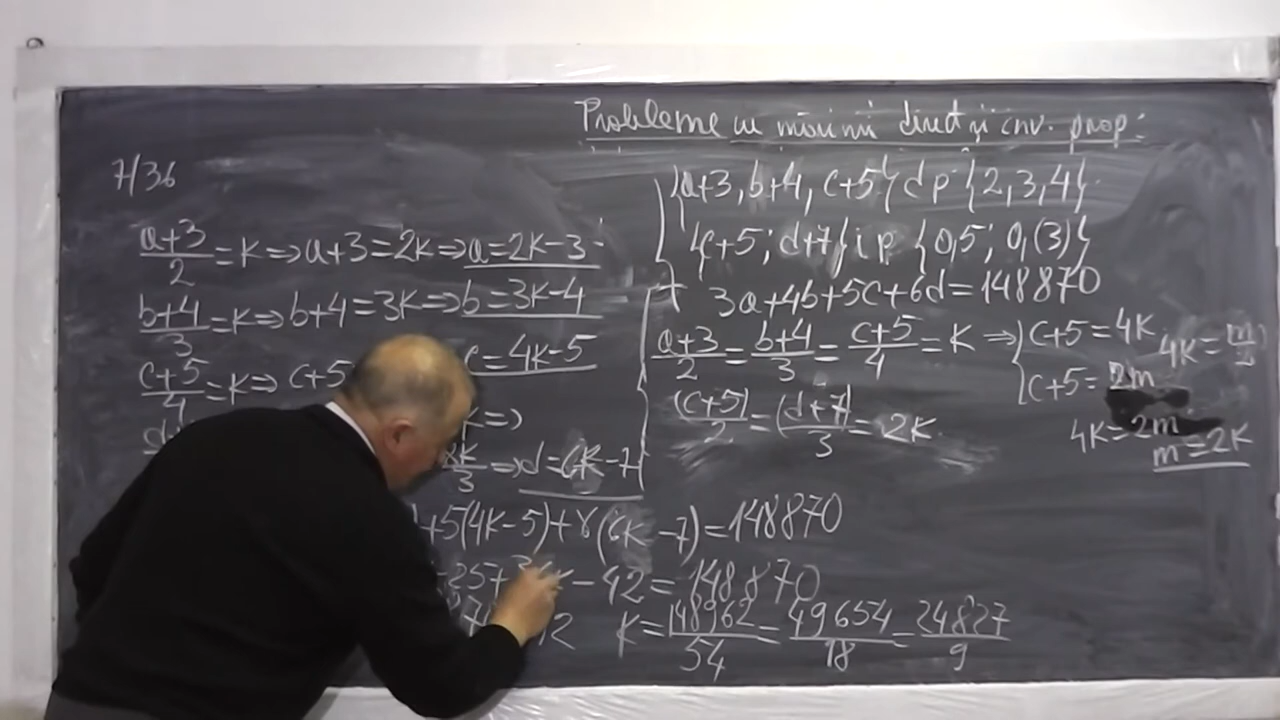 Probleme cu mărimi direct și inv. prop:
7/36
{a+3, b+4, c+5} dp {2,3,4}
{c+5; d+7} ip {0,5; 0,(3)}
3a+4b+5c+6d=148870
a+3/2=K⇒a+3=2K⇒a=2K-3
b+4/3=K⇒b+4=3K⇒b=3K-4
c+5/4=K⇒c+5 c=4K-5
K⇒
⇒d=6K-7
a+3/2=b+4/3=c+5/4=K⇒{c+5=4K
c+5=2m
4K=m/
(c+5)/2=(d+7)/3=2K
4K=2m
m=2K
)+5(4K-5)+6(6K-7)=148870
-25+ -42=148870
K=148962/54=49654/18=24827/9